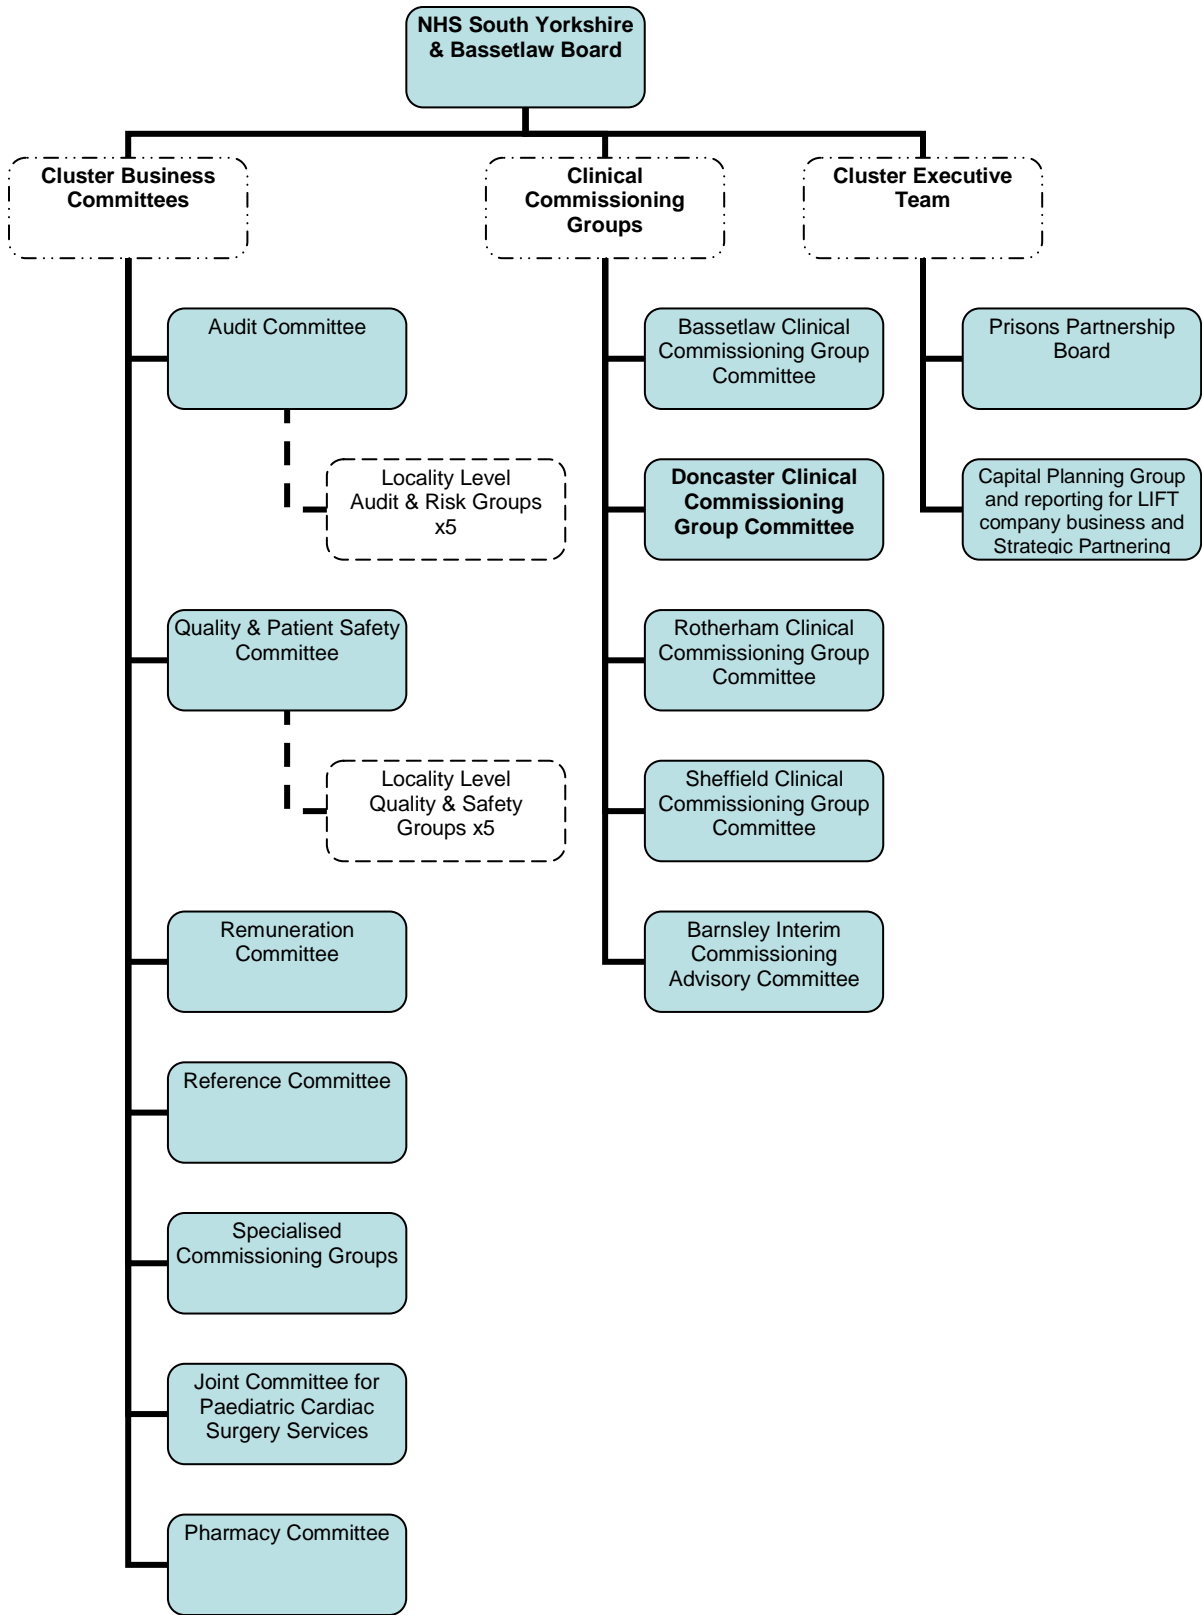 NHS South Yorkshire
& Bassetlaw Board
Cluster Business
Committees
Clinical
Commissioning
Groups
Cluster Executive
Team
Audit Committee
Locality Level
Audit & Risk Groups
x5
Quality & Patient Safety
Committee
Locality Level
Quality & Safety
Groups x5
Remuneration
Committee
Reference Committee
Specialised
Commissioning Groups
Joint Committee for
Paediatric Cardiac
Surgery Services
Pharmacy Committee
Bassetlaw Clinical
Commissioning Group
Committee
Doncaster Clinical
Commissioning
Group Committee
Rotherham Clinical
Commissioning Group
Committee
Sheffield Clinical
Commissioning Group
Committee
Barnsley Interim
Commissioning
Advisory Committee
Prisons Partnership
Board
Capital Planning Group
and reporting for LIFT
company business and
Strategic Partnering